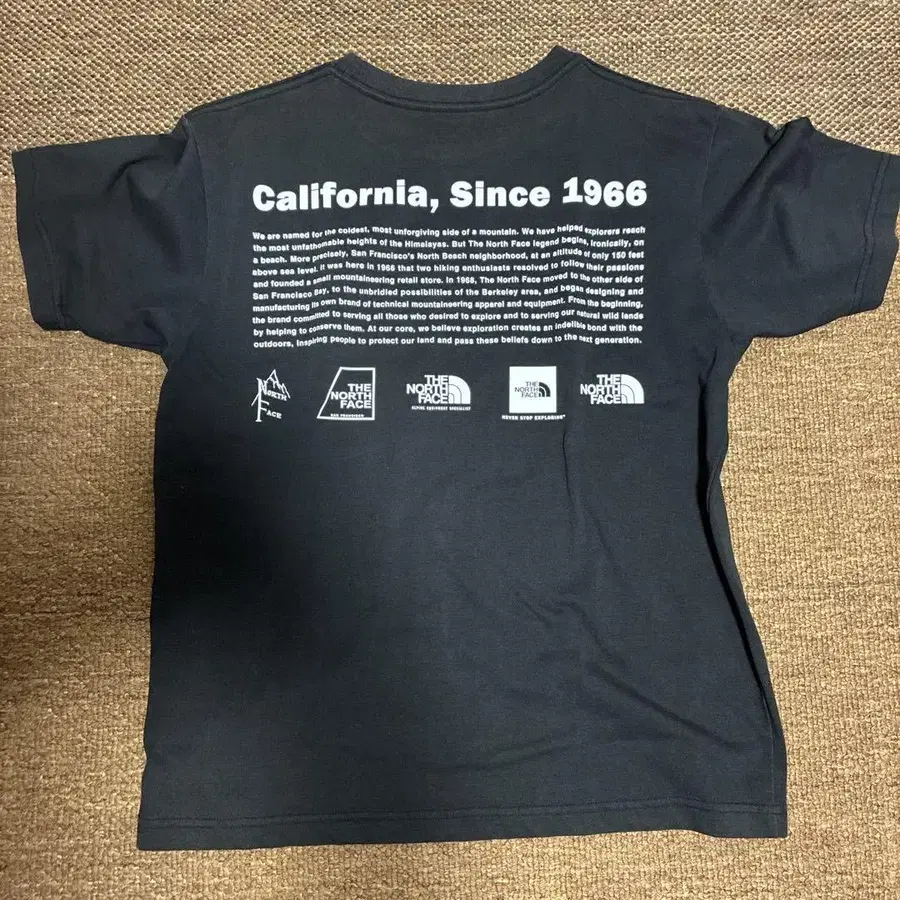 California, Since 1966
We are named for the coldest, most unforgiving side of a mountain. We have helped explorers reach
the most unfathomable heights of the Himalayas. But The North Face legend begins, ironically, on
a beach. More precisely, San Francisco's North Beach neighborhood, at an altitude of only 150 feet
above sea level. It was here in 1966 that two hiking enthusiasts resolved to follow their passions
and founded a small mountaineering retail store. In 1968, The North Face moved to the other side of
San Francisco Bay, to the unbridled possibilities of the Berkeley area, and began designing and
manufacturing its own brand of technical mountaineering apparel and equipment. From the beginning,
the brand committed to serving all those who desired to explore and to serving our natural wild lands
by helping to conserve them. At our core, we believe exploration creates an indelible bond with the
outdoors, inspiring people to protect our land and pass these beliefs down to the next generation.
NORTH
FACE
THE
NORTH
FACE
SAN FRANCISCO
THE
NORTH
FACE
ALPINE EQUIPMENT SPECIALIST
THE
NORTH
FACE
NEVER STOP EXPLORING™
THE
NORTH
FACE